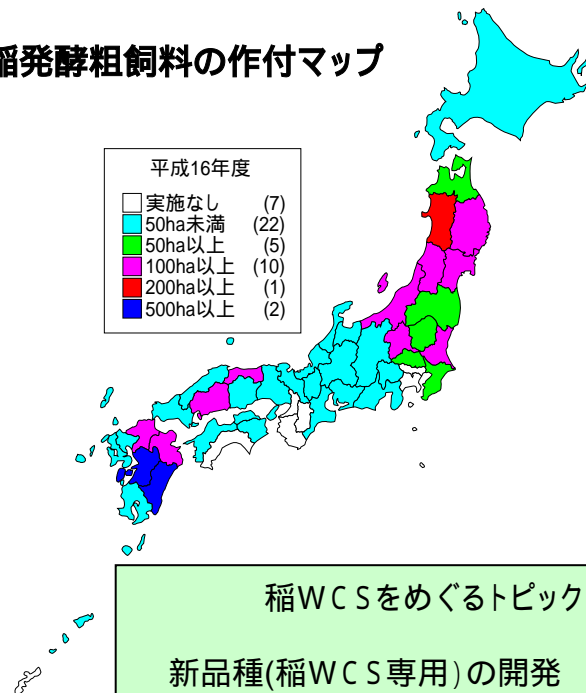 稲発酵粗飼料の作付マップ
平成16年度
実施なし (7)
50ha未満 (22)
50ha以上 (5)
100ha以上 (10)
200ha以上 (1)
500ha以上 (2)
稲WCSをめぐるトピック
新品種(稲WCS専用)の開発